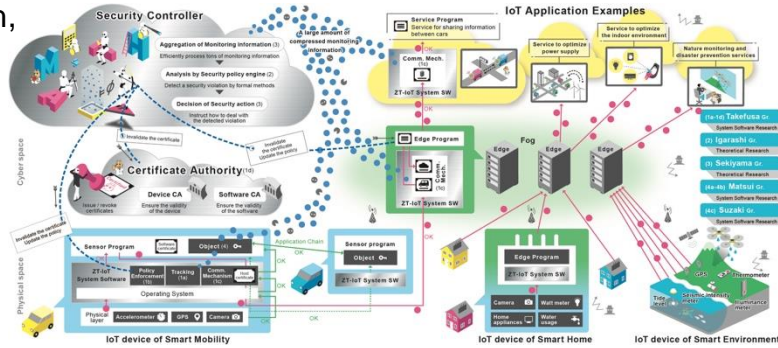 n,
Security Controller
Aggregation of Monitoring information (3)
Efficiently process tons of monitoring information
Analysis by Security policy engine (2)
Detect a security violation by formal methods
Decision of Security action (3)
Instruct how to deal with
the detected violation
A large amount of
compressed monitoring
information
Service Program
Service for sharing information
between cars
Comm. Mech.
(1c)
ZT-IoT System SW
OK
IoT Application Examples
Service to optimize
power supply
Service to optimize
the indoor environment
Nature monitoring and
disaster prevention services
Invalidate the certificate
Invalidate
the certificate
Update the policy
Cyber space
Certificate Authority (1d)
Issue / revoke
certificates
Device CA
Ensure the validity
of the device
Software CA
Ensure the validity
of the software
Edge Program
Comm.
Mech.
(1c)
ZT-IoT System SW
Fog
Edge
Edge
Edge
(1a-1d) Takefusa Gr.
System Software Research
(2) Igarashi Gr.
Theoretical Research
(3) Sekiyama Gr.
Theoretical Research
(4a-4b) Matsui Gr.
System Software Research
(4c) Suzaki Gr.
System Software Research
Invalidate the certificate
Update the policy
Physical space
Sensor Program
Software
certificate
Object (4)
Application Chain
OK
ZT-IoT
System Software
Policy
Enforcement
(1b)
Tracking
(1a)
Comm.
Mechanism
(1c)
OK
Operating System
OK
Physical
layer
Accelerometer
GPS
Camera
OK
IoT device of Smart Mobility
Sensor program
Object
ZT-IoT System SW
OK
OK
Edge Program
ZT-IoT System SW
Camera
Watt meter
Home
appliances
Water
usage
IoT device of Smart Home
GPS
Thermometer
Tide
level
Seismic intensity
meter
Illuminance
meter
IoT device of Smart Environment